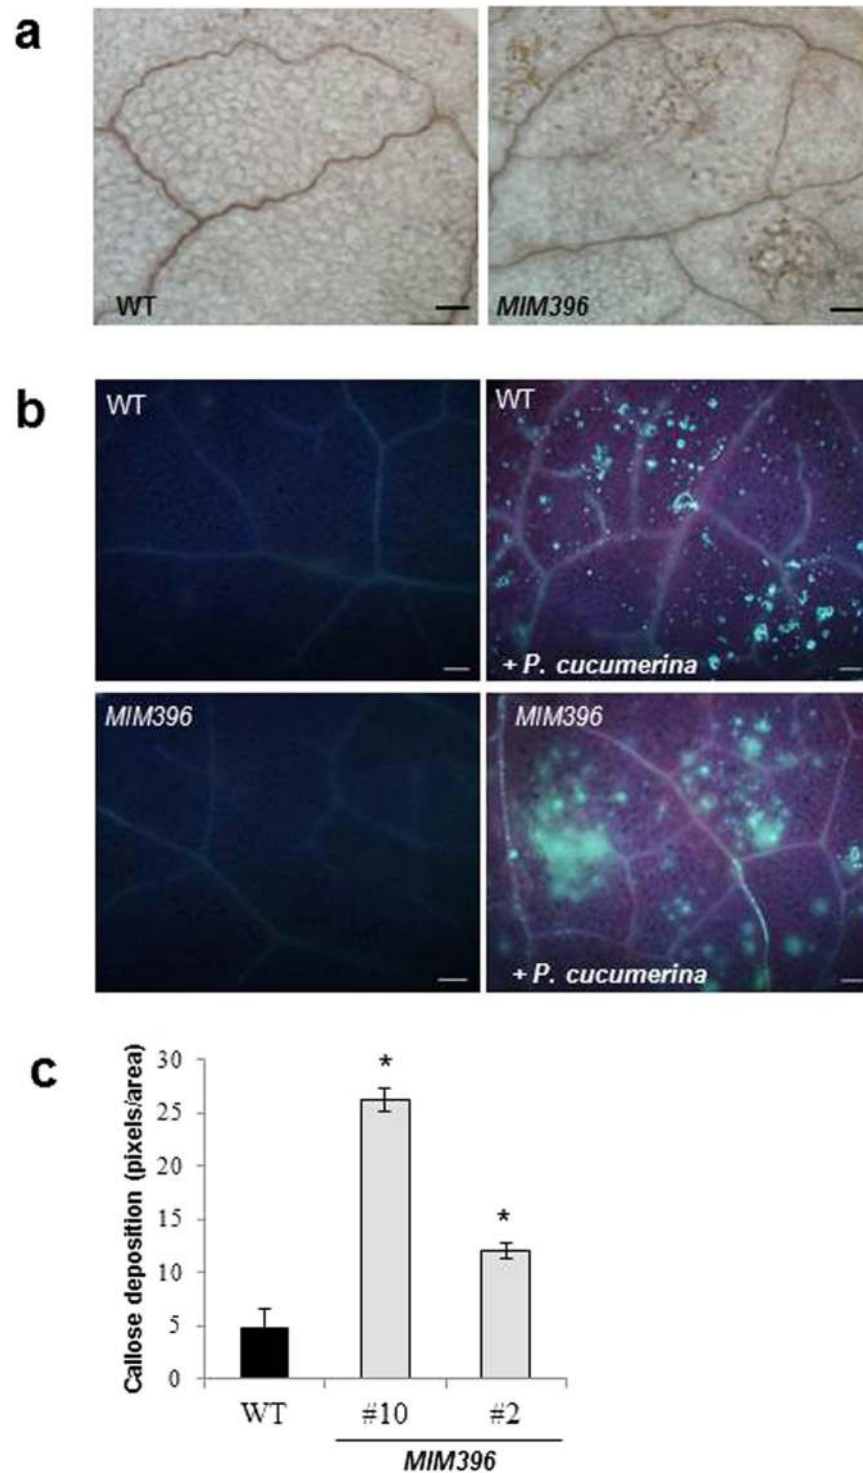 a
WT
MIM396
b
WT
WT
+ P. cucumerina
MIM396
MIM396
+ P. cucumerina
c
Callose deposition (pixels/area)
30
25
20
15
10
5
0
*
*
WT
#10
#2
MIM396